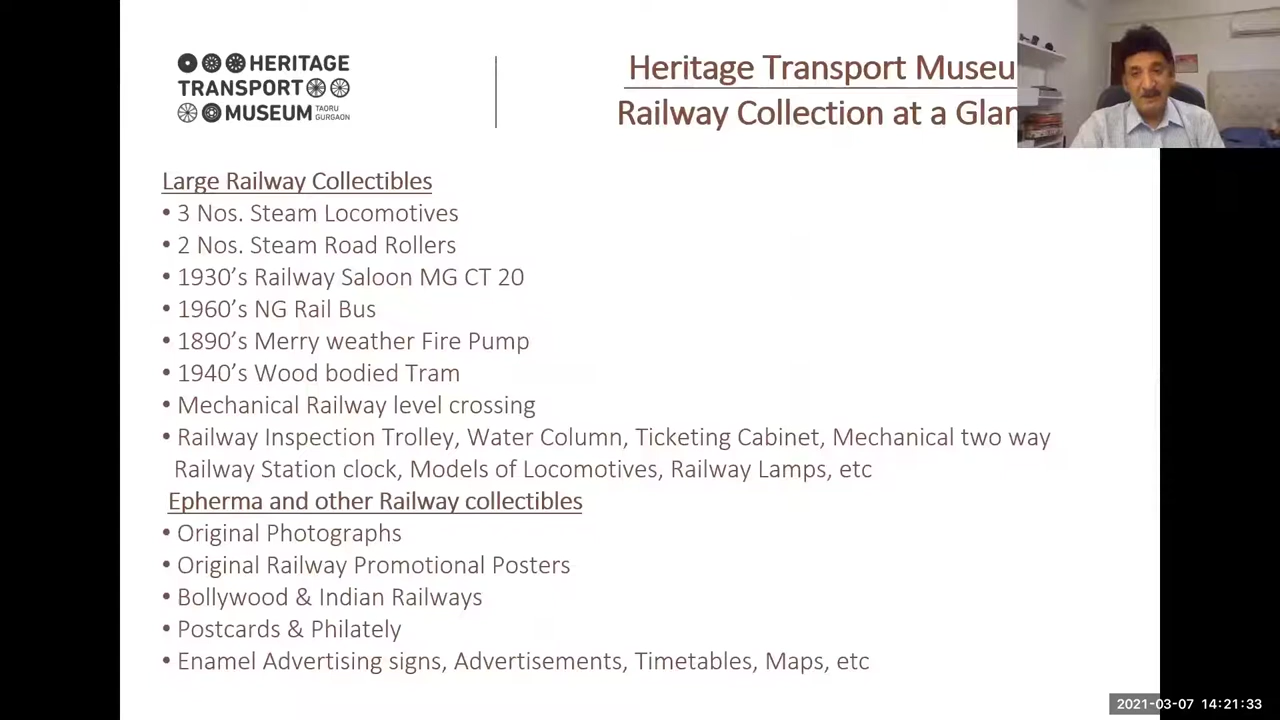 HERITAGE
TRANSPORT
MUSEUM TAORU GURGAON
Heritage Transport Museu
Railway Collection at a Glan
Large Railway Collectibles
• 3 Nos. Steam Locomotives
• 2 Nos. Steam Road Rollers
• 1930’s Railway Saloon MG CT 20
• 1960’s NG Rail Bus
• 1890’s Merry weather Fire Pump
• 1940’s Wood bodied Tram
• Mechanical Railway level crossing
• Railway Inspection Trolley, Water Column, Ticketing Cabinet, Mechanical two way
Railway Station clock, Models of Locomotives, Railway Lamps, etc
Epherma and other Railway collectibles
• Original Photographs
• Original Railway Promotional Posters
• Bollywood & Indian Railways
• Postcards & Philately
• Enamel Advertising signs, Advertisements, Timetables, Maps, etc
2021-03-07 14:21:33